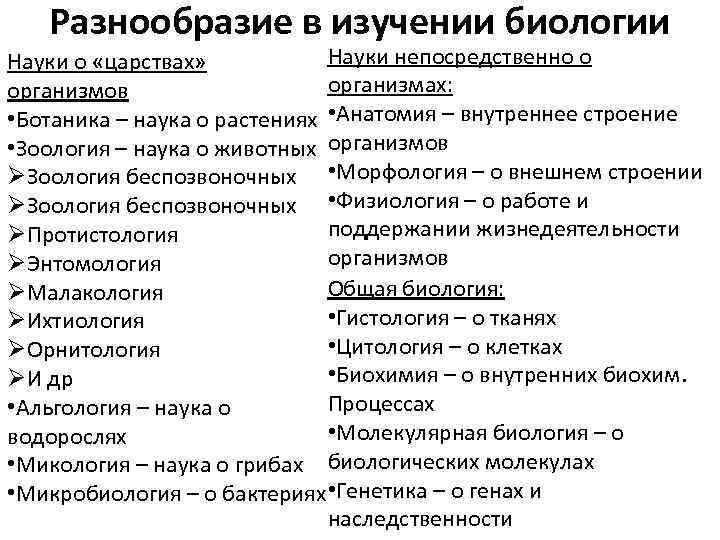 Разнообразие в изучении биологии
Науки о «царствах»
организмов
• Ботаника – наука о растениях
• Зоология – наука о животных
➢Зоология беспозвоночных
➢Зоология беспозвоночных
➢Протистология
➢Энтомология
➢Малакология
➢Ихтиология
➢Орнитология
➢И др
• Альгология – наука о
водорослях
• Микология – наука о грибах
• Микробиология – о бактериях
Науки непосредственно о
организмах:
• Анатомия – внутреннее строение
организмов
• Морфология – о внешнем строении
• Физиология – о работе и
поддержании жизнедеятельности
организмов
Общая биология:
• Гистология – о тканях
• Цитология – о клетках
• Биохимия – о внутренних биохим.
Процессах
• Молекулярная биология – о
биологических молекулах
• Генетика – о генах и
наследственности